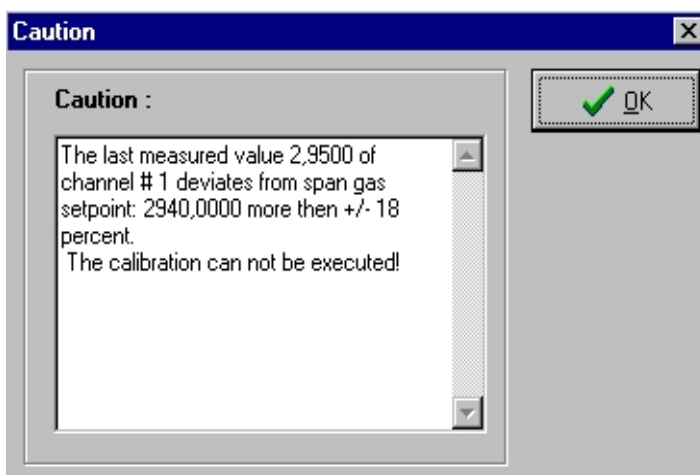 Caution
Caution :
OK
The last measured value 2,9500 of
channel # 1 deviates from span gas
setpoint: 2940,0000 more then +/- 18
percent.
The calibration can not be executed!